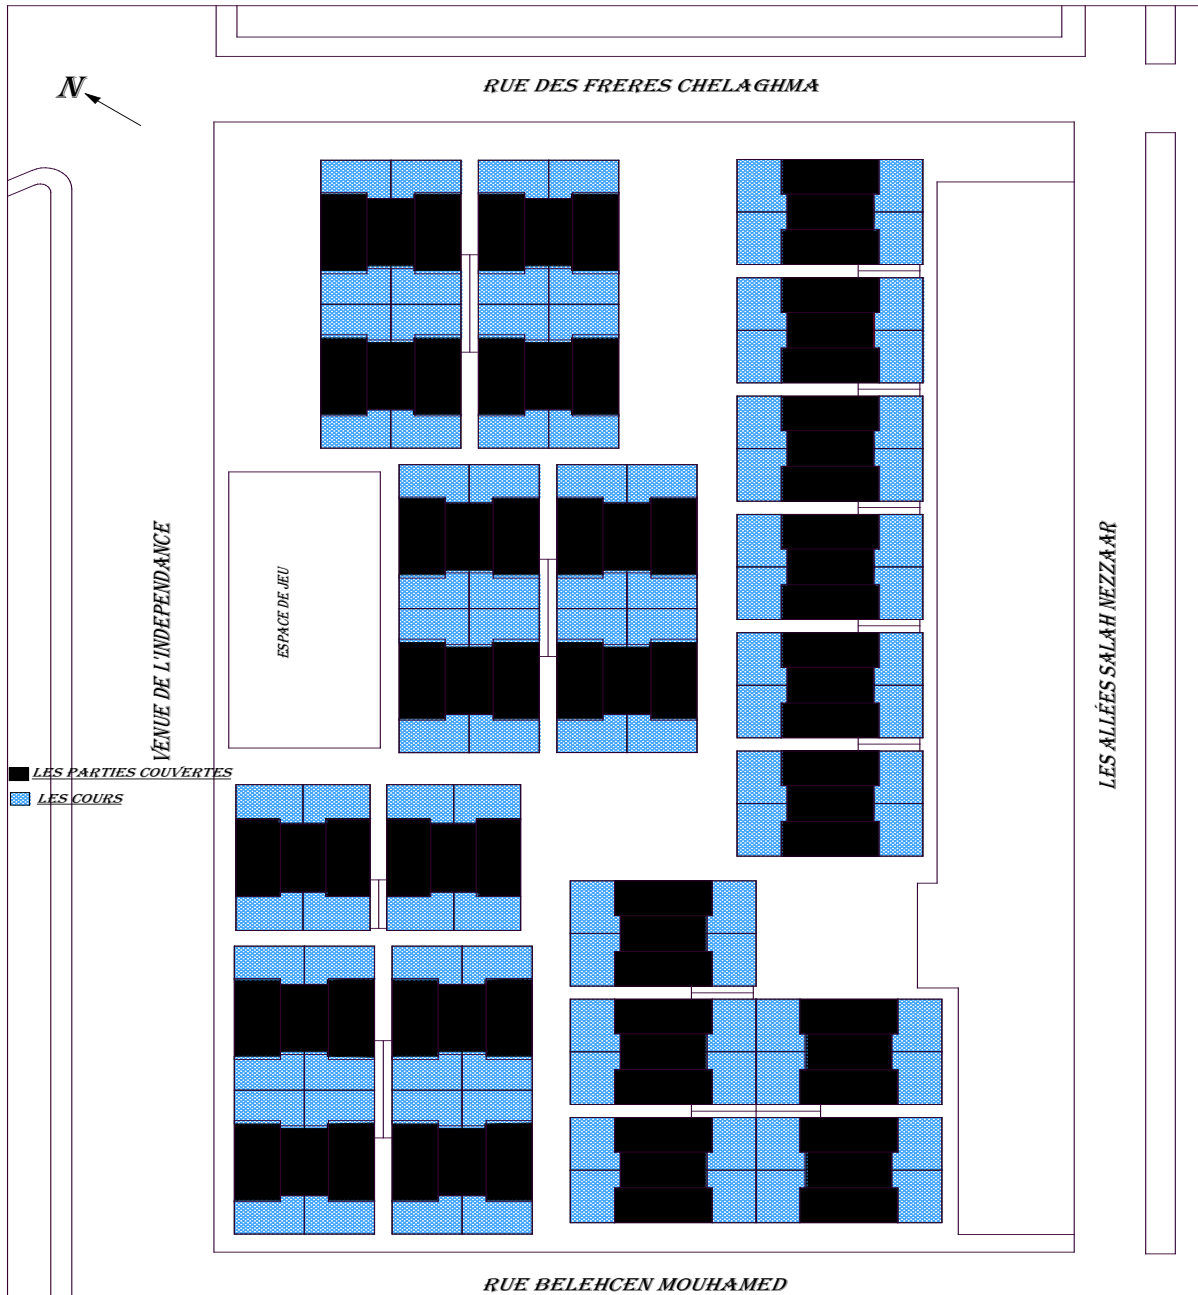 RUE DES FRERES CHELAGHMA
N
VENUE DE L'INDEPENDANCE
ESPACE DE JEU
LES ALLÉES SALAH NEZZAAR
LES PARTIES COUVERTES
LES COURS
RUE BELEHCEN MOUHAMED